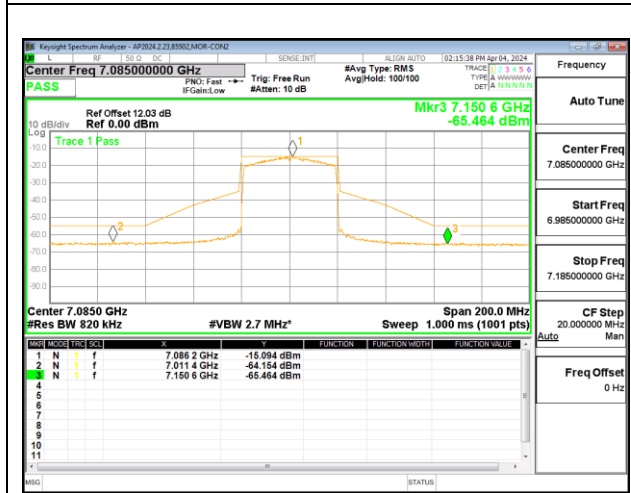 Keysight Spectrum Analyzer - AP2024.2.23,85502,MOR-CON2
L RF 50 Ω DC SENSE:INT ALIGN AUTO 02:15:38 PM Apr 04, 2024
Center Freq 7.085000000 GHz
PNO: Fast
IFGain:Low
Trig: Free Run
#Atten: 10 dB
#Avg Type: RMS
Avg|Hold: 100/100
TRACE 1 2 3 4 5 6
TYPE A WWWWW
DET A N N N N N
PASS
Mkr3 7.150 6 GHz
-65.464 dBm
Ref Offset 12.03 dB
Ref 0.00 dBm
10 dB/div
Log
Trace 1 Pass
1
2
3
-10.0
-20.0
-30.0
-40.0
-50.0
-60.0
-70.0
-80.0
-90.0
Center 7.0850 GHz
Span 200.0 MHz
#Res BW 820 kHz
#VBW 2.7 MHz*
Sweep 1.000 ms (1001 pts)
MKR MODE TRC SCL X Y FUNCTION FUNCTION WIDTH FUNCTION VALUE
1 N 1 f 7.086 2 GHz -15.094 dBm
2 N 1 f 7.011 4 GHz -64.154 dBm
3 N 1 f 7.150 6 GHz -65.464 dBm
4
5
6
7
8
9
10
11
MSG
STATUS
Frequency
Auto Tune
Center Freq
7.085000000 GHz
Start Freq
6.985000000 GHz
Stop Freq
7.185000000 GHz
CF Step
20.000000 MHz
Auto Man
Freq Offset
0 Hz